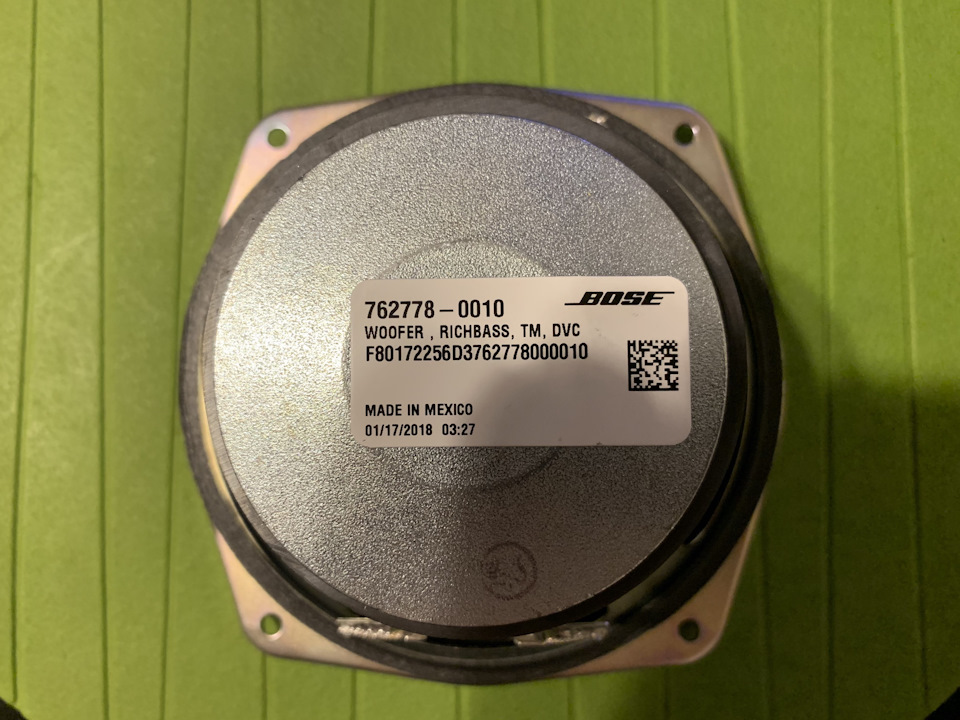 BOSE
762778-0010
WOOFER , RICHBASS, TM, DVC
F80172256D3762778000010
MADE IN MEXICO
01/17/2018 03:27